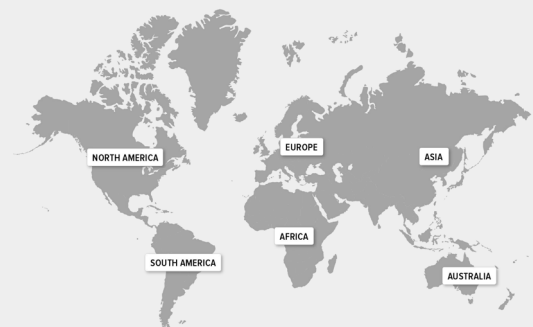 NORTH AMERICA
EUROPE
ASIA
AFRICA
SOUTH AMERICA
AUSTRALIA